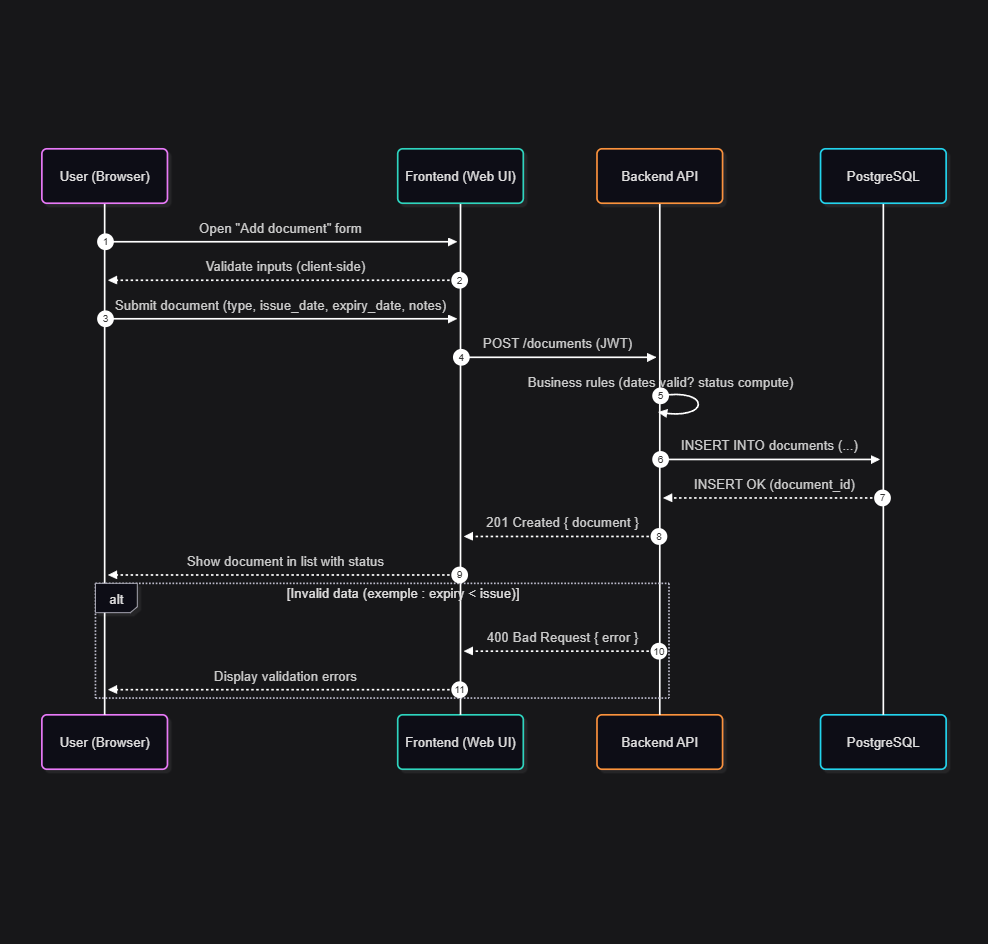 User (Browser)
Frontend (Web UI)
Backend API
PostgreSQL
Open "Add document" form
1
Validate inputs (client-side)
2
Submit document (type, issue_date, expiry_date, notes)
3
POST /documents (JWT)
4
Business rules (dates valid? status compute)
5
INSERT INTO documents (...)
6
INSERT OK (document_id)
7
201 Created { document }
8
Show document in list with status
9
alt
[Invalid data (exemple : expiry < issue)]
400 Bad Request { error }
10
Display validation errors
11
User (Browser)
Frontend (Web UI)
Backend API
PostgreSQL